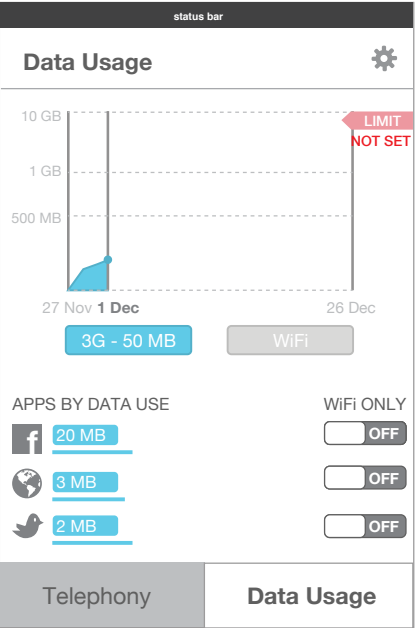 status bar
Data Usage
10 GB
LIMIT
NOT SET
1 GB
500 MB
27 Nov 1 Dec 26 Dec
3G - 50 MB WiFi
APPS BY DATA USE WiFi ONLY
f 20 MB OFF
3 MB OFF
2 MB OFF
Telephony Data Usage